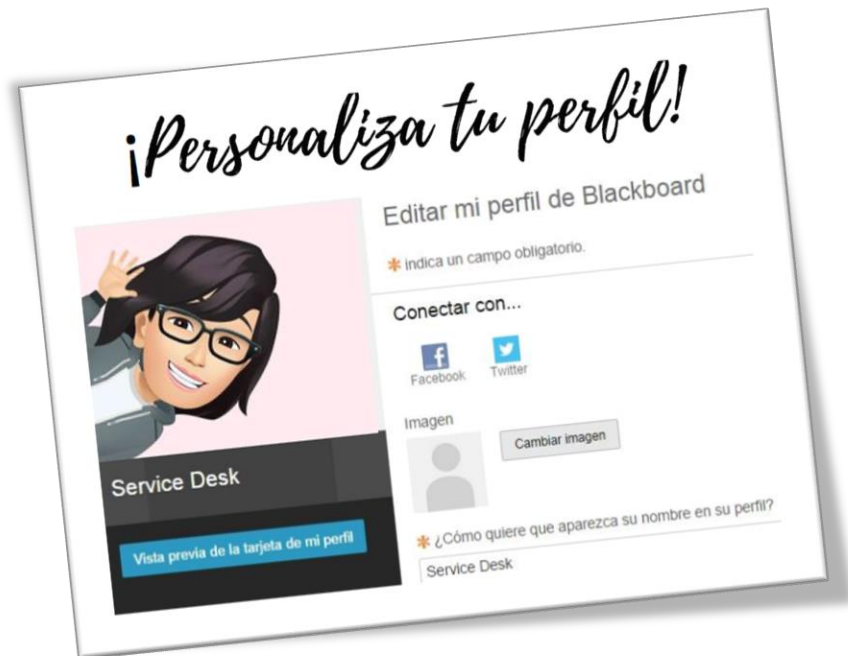 ¡Personaliza tu perfil!
Editar mi perfil de Blackboard
* indica un campo obligatorio.
Conectar con...
Facebook
Twitter
Imagen
Cambiar imagen
Service Desk
Vista previa de la tarjeta de mi perfil
* ¿Cómo quiere que aparezca su nombre en su perfil?
Service Desk